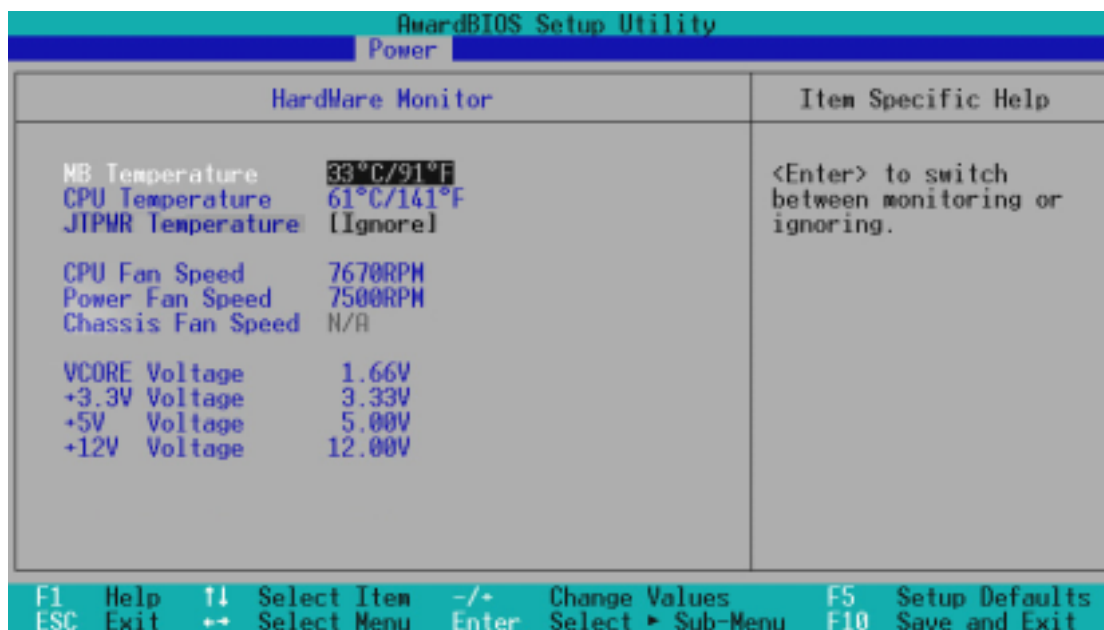 AwardBIOS Setup Utility
Power
HardWare Monitor
Item Specific Help
MB Temperature 33°C/91°F
CPU Temperature 61°C/141°F
JTPWR Temperature [Ignore]
CPU Fan Speed 7670RPM
Power Fan Speed 7500RPM
Chassis Fan Speed N/A
VCORE Voltage 1.66V
+3.3V Voltage 3.33V
+5V Voltage 5.00V
+12V Voltage 12.00V
<Enter> to switch
between monitoring or
ignoring.
F1 Help ↑↓ Select Item -/+ Change Values F5 Setup Defaults
ESC Exit ←→ Select Menu Enter Select ► Sub-Menu F10 Save and Exit